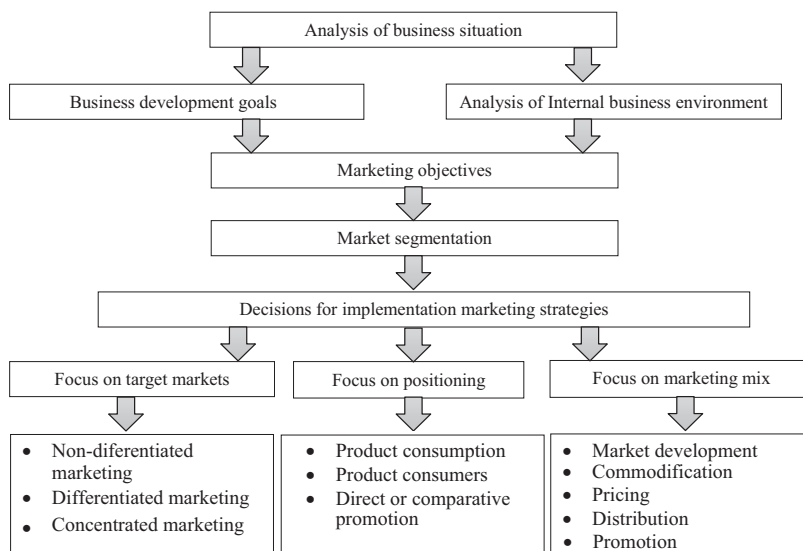 Analysis of business situation
Business development goals
Analysis of Internal business environment
Marketing objectives
Market segmentation
Decisions for implementation marketing strategies
Focus on target markets
Focus on positioning
Focus on marketing mix
• Non-diferentiated
marketing
• Differentiated marketing
• Concentrated marketing
• Product consumption
• Product consumers
• Direct or comparative
promotion
• Market development
• Commodification
• Pricing
• Distribution
• Promotion